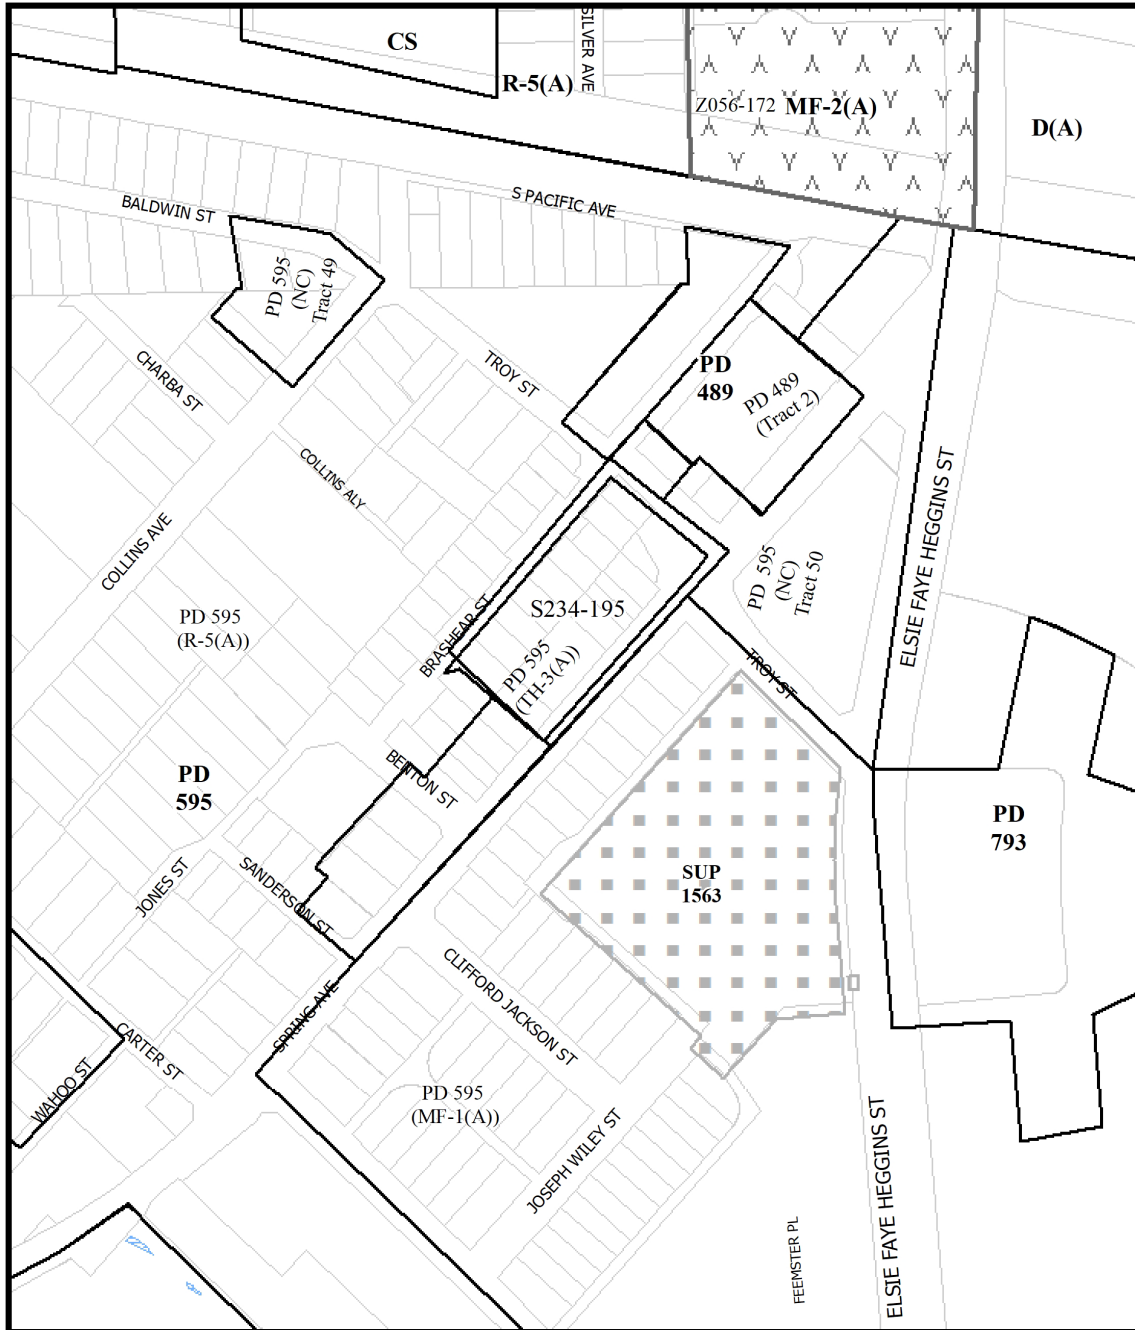 CS
SILVER AVE
R-5(A)
Z056-172
MF-2(A)
D(A)
BALDWIN ST
S PACIFIC AVE
PD 595
(NC)
Tract 49
CHARBA ST
TROY ST
PD
489
PD 489
(Tract 2)
COLLINS ALY
COLLINS AVE
ELSIE FAYE HEGGINS ST
PD 595
(NC)
Tract 50
S234-195
PD 595
(R-5(A))
BRASHEAR ST
PD 595
(TH-3(A))
TROY ST
PD
595
BENTON ST
PD
793
SUP
1563
JONES ST
SANDERSON ST
CLIFFORD JACKSON ST
SPRING AVE
CARTER ST
WAHOO ST
PD 595
(MF-1(A))
JOSEPH WILEY ST
ELSIE FAYE HEGGINS ST
FEEMSTER PL